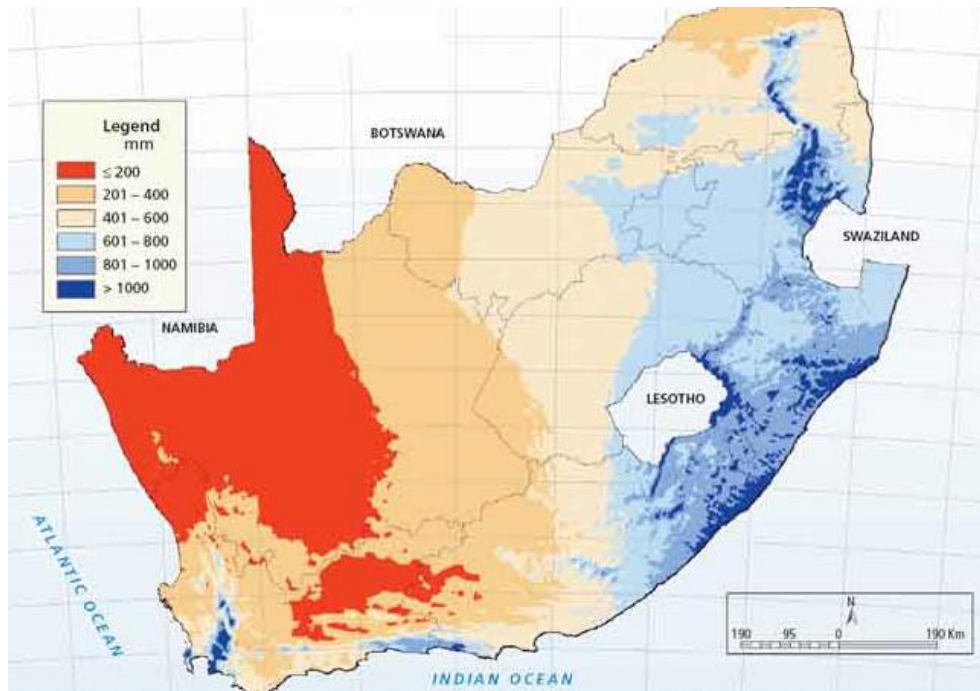 Legend
mm
≤ 200
201 – 400
401 – 600
601 – 800
801 – 1000
> 1000
BOTSWANA
NAMIBIA
SWAZILAND
LESOTHO
ATLANTIC OCEAN
INDIAN OCEAN
N
190 95 0 190 Km